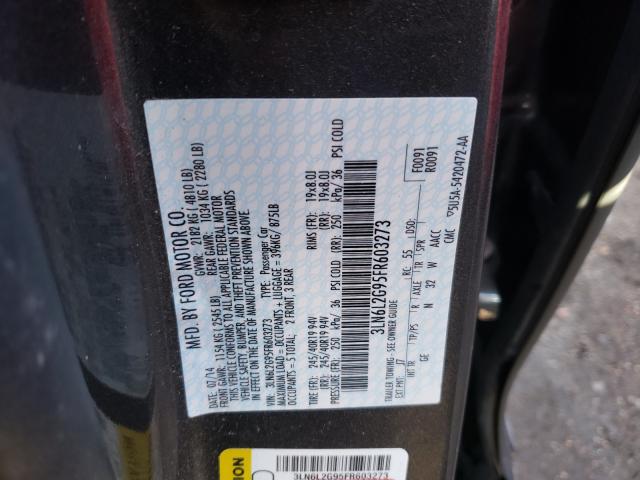 MFD. BY FORD MOTOR CO.
GVWR: 2182 KG ( 4810 LB)
07/14
FRONT GAWR: 1154 KG ( 2545 LB) REAR GAWR: 1034 KG ( 2280 LB)
THIS VEHICLE CONFORMS TO ALL APPLICABLE FEDERAL MOTOR
VEHICLE SAFETY, BUMPER, AND THEFT PREVENTION STANDARDS
IN EFFECT ON THE DATE OF MANUFACTURE SHOWN ABOVE.
VEHICLE: 3LN6L2G95FR603273 TYPE: Passenger Car
MAXIMUM LOAD = OCCUPANTS + LUGGAGE = 396KG/ 875LB
OCCUPANTS = 5 TOTAL: 2 FRONT, 3 REAR
TIRE (FR): 245/40R19 94V RIMS (FR): 19x8.0J
TIRE (RR): 245/40R19 94V (RR): 19x8.0J
PRESSURE (FR): 250 kPa/ 36 PSI COLD (RR): 250 kPa/ 36 PSI COLD
3LN6L2G95FR603273
F0091
R0091
TRAILER TOWING - SEE OWNER GUIDE
EXT PNT: J7 RC: 55 DSO:
INT TR TP/PS R AXLE TR SPR
GE N 32 W AACC
CMC 5U5A-5420472-AA
3LN6L2G95FR603273